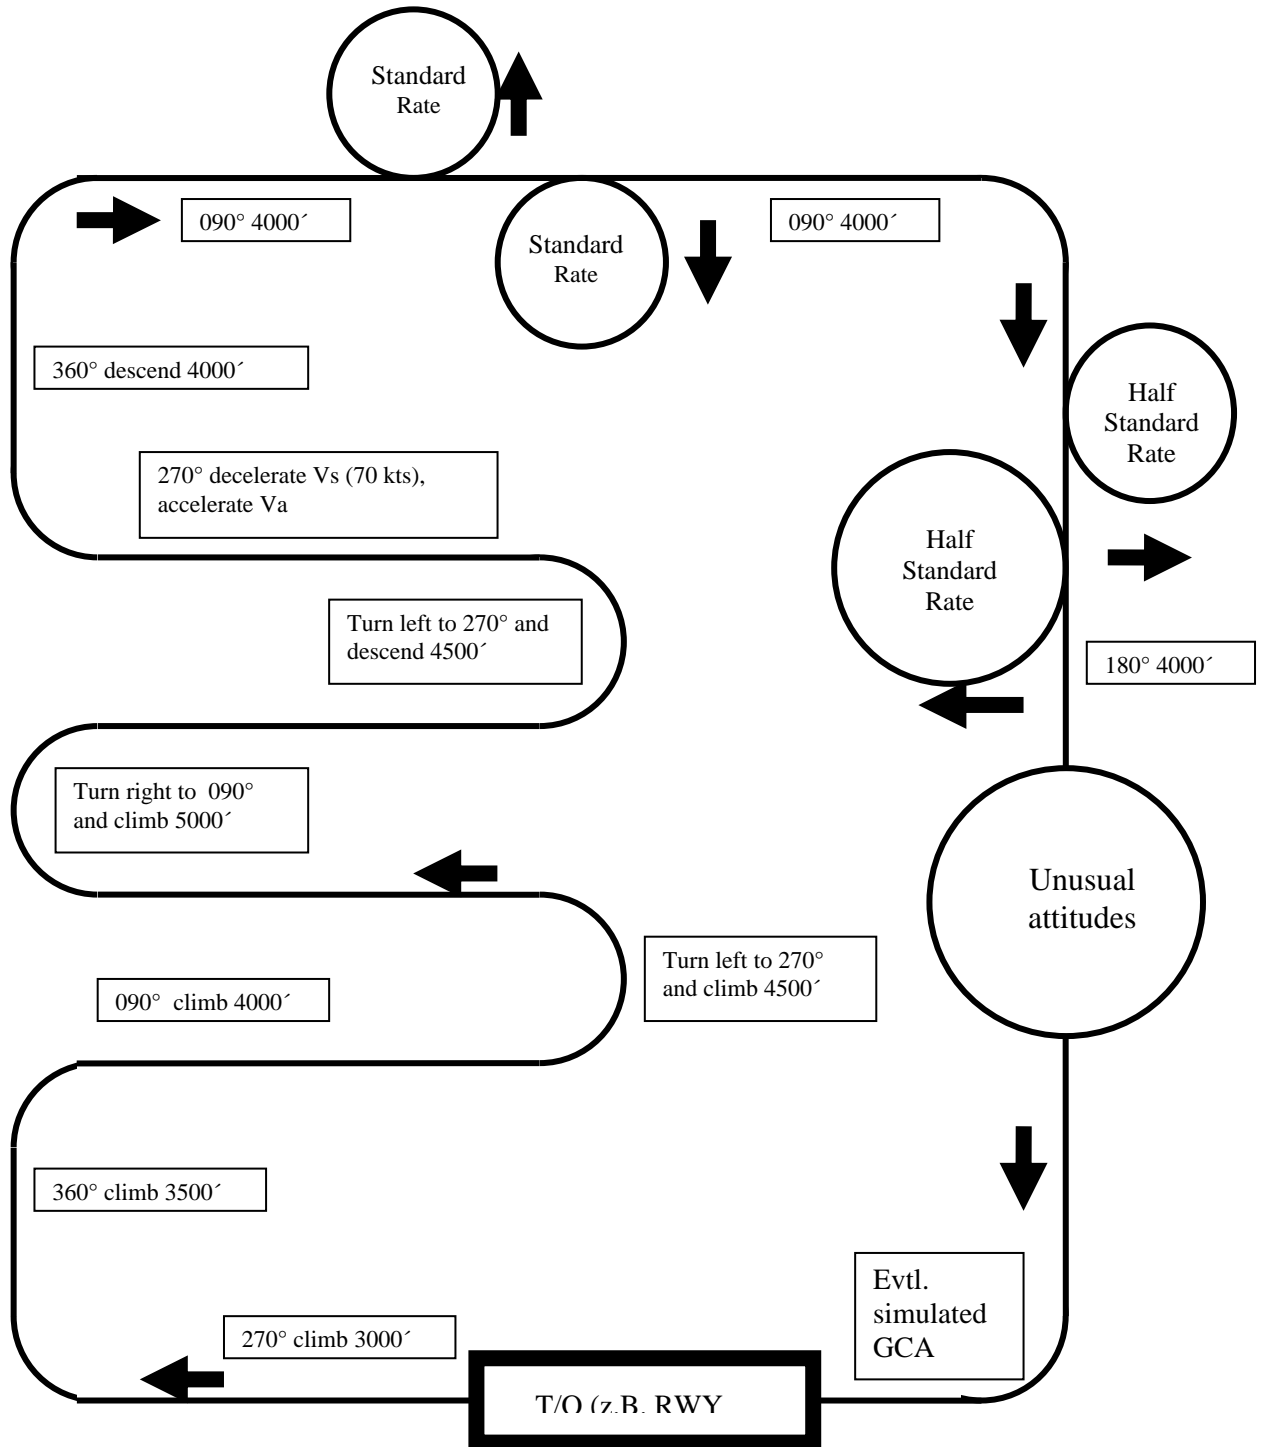 Standard
Rate
090° 4000´
Standard
Rate
090° 4000´
360° descend 4000´
Half
Standard
Rate
270° decelerate Vs (70 kts),
accelerate Va
Half
Standard
Rate
Turn left to 270° and
descend 4500´
180° 4000´
Turn right to  090°
and climb 5000´
Unusual
attitudes
Turn left to 270°
and climb 4500´
090°  climb 4000´
360° climb 3500´
Evtl.
simulated
GCA
270° climb 3000´
T/O (z.B. RWY